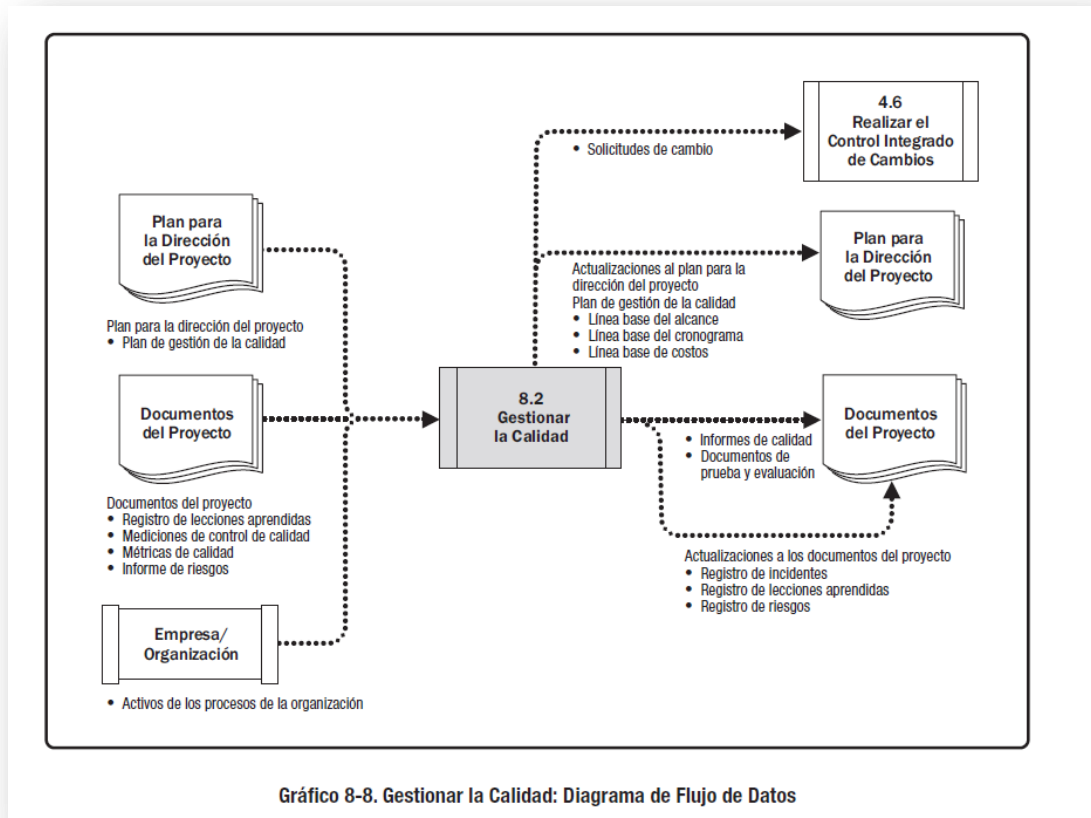 4.6
Realizar el
Control Integrado
de Cambios
• Solicitudes de cambio
Plan para
la Dirección
del Proyecto
Plan para la dirección del proyecto
• Plan de gestión de la calidad
Plan para
la Dirección
del Proyecto
Actualizaciones al plan para la
dirección del proyecto
Plan de gestión de la calidad
• Línea base del alcance
• Línea base del cronograma
• Línea base de costos
Documentos
del Proyecto
8.2
Gestionar
la Calidad
Documentos
del Proyecto
• Informes de calidad
• Documentos de
prueba y evaluación
Documentos del proyecto
• Registro de lecciones aprendidas
• Mediciones de control de calidad
• Métricas de calidad
• Informe de riesgos
Actualizaciones a los documentos del proyecto
• Registro de incidentes
• Registro de lecciones aprendidas
• Registro de riesgos
Empresa/
Organización
• Activos de los procesos de la organización
Gráfico 8-8. Gestionar la Calidad: Diagrama de Flujo de Datos